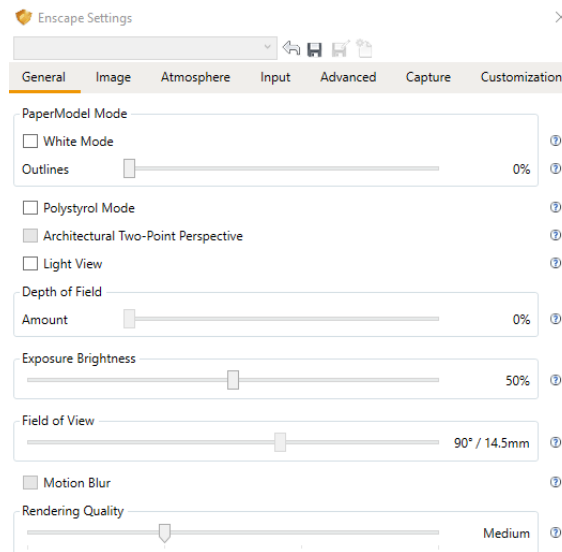 Enscape Settings
General Image Atmosphere Input Advanced Capture Customization
PaperModel Mode
White Mode
Outlines 0%
Polystyrol Mode
Architectural Two-Point Perspective
Light View
Depth of Field
Amount 0%
Exposure Brightness
50%
Field of View
90° / 14.5mm
Motion Blur
Rendering Quality
Medium